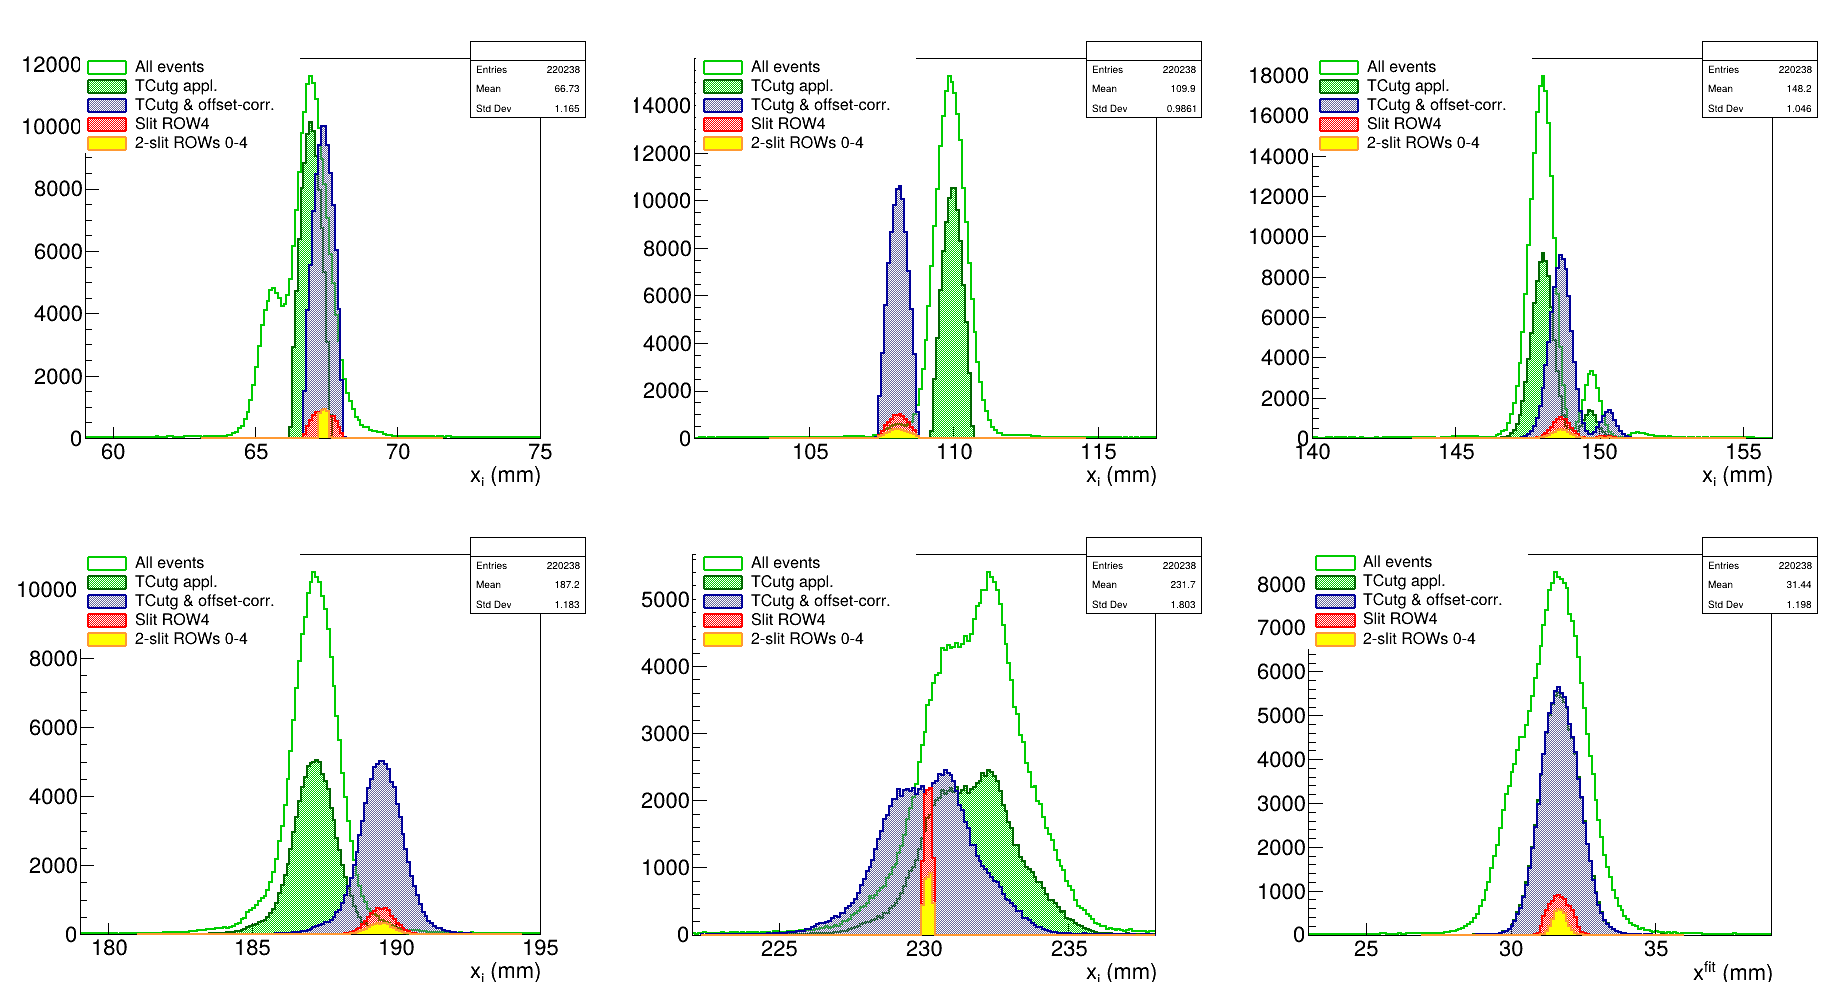 12000
10000
8000
6000
4000
2000
0
60
65
70
75
x_i (mm)
All events
TCutg appl.
TCutg & offset-corr.
Slit ROW4
2-slit ROWs 0-4
Entries 220238
Mean 66.73
Std Dev 1.165
14000
12000
10000
8000
6000
4000
2000
0
105
110
115
x_i (mm)
All events
TCutg appl.
TCutg & offset-corr.
Slit ROW4
2-slit ROWs 0-4
Entries 220238
Mean 109.9
Std Dev 0.9861
18000
16000
14000
12000
10000
8000
6000
4000
2000
0
140
145
150
155
x_i (mm)
All events
TCutg appl.
TCutg & offset-corr.
Slit ROW4
2-slit ROWs 0-4
Entries 220238
Mean 148.2
Std Dev 1.046
10000
8000
6000
4000
2000
0
180
185
190
195
x_i (mm)
All events
TCutg appl.
TCutg & offset-corr.
Slit ROW4
2-slit ROWs 0-4
Entries 220238
Mean 187.2
Std Dev 1.183
5000
4000
3000
2000
1000
0
225
230
235
x_i (mm)
All events
TCutg appl.
TCutg & offset-corr.
Slit ROW4
2-slit ROWs 0-4
Entries 220238
Mean 231.7
Std Dev 1.803
8000
7000
6000
5000
4000
3000
2000
1000
0
25
30
35
x^fit (mm)
All events
TCutg appl.
TCutg & offset-corr.
Slit ROW4
2-slit ROWs 0-4
Entries 220238
Mean 31.44
Std Dev 1.198